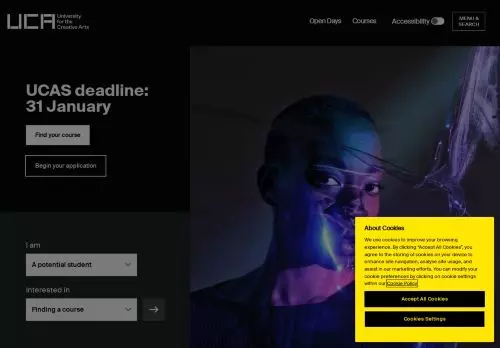 UCA
University
for the
Creative Arts
Open Days
Courses
Accessibility
MENU &
SEARCH
UCAS deadline:
31 January
Find your course
Begin your application
I am
A potential student
Interested in
Finding a course
About Cookies
We use cookies to improve your browsing
experience. By clicking "Accept All Cookies", you
agree to the storing of cookies on your device to
enhance site navigation, analyse site usage, and
assist in our marketing efforts. You can modify your
cookie preferences by clicking on cookie settings
within our Cookie Policy
Accept All Cookies
Cookies Settings